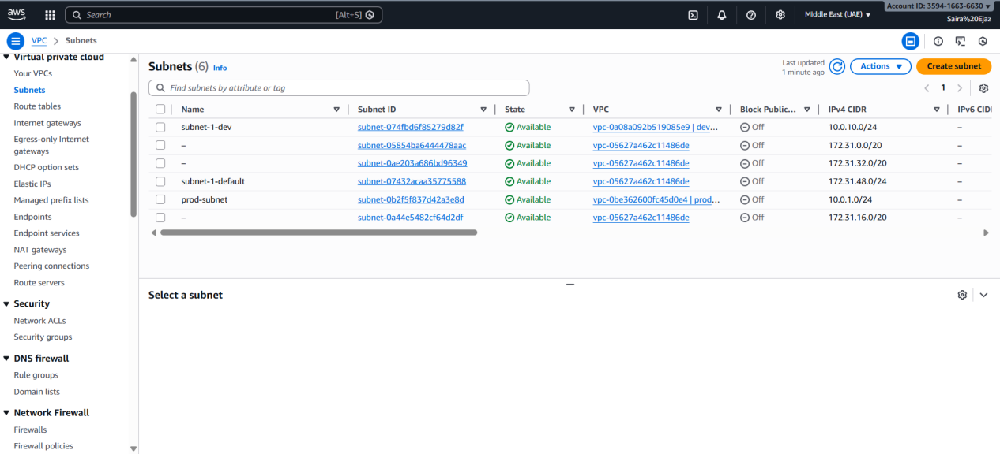 aws
Search [Alt+S]
Middle East (UAE)
Account ID: 3594-1663-6630
Saira%20Ejaz
VPC > Subnets
Virtual private cloud
Your VPCs
Subnets
Route tables
Internet gateways
Egress-only Internet
gateways
DHCP option sets
Elastic IPs
Managed prefix lists
Endpoints
Endpoint services
NAT gateways
Peering connections
Route servers
Security
Network ACLs
Security groups
DNS firewall
Rule groups
Domain lists
Network Firewall
Firewalls
Firewall policies
Subnets (6) Info
Last updated
1 minute ago
Actions
Create subnet
Find subnets by attribute or tag
1
Name Subnet ID State VPC Block Public... IPv4 CIDR IPv6 CIDI
subnet-1-dev subnet-074fbd6f85279d82f Available vpc-0a08a092b519085e9 | dev... Off 10.0.10.0/24 –
– subnet-05854ba6444478aac Available vpc-05627a462c11486de Off 172.31.0.0/20 –
– subnet-0ae203a686bd96349 Available vpc-05627a462c11486de Off 172.31.32.0/20 –
subnet-1-default subnet-07432acaa35775588 Available vpc-05627a462c11486de Off 172.31.48.0/24 –
prod-subnet subnet-0b2f5f837d42a3e8d Available vpc-0be362600fc45d0e4 | prod... Off 10.0.1.0/24 –
– subnet-0a44e5482cf64d2df Available vpc-05627a462c11486de Off 172.31.16.0/20 –
Select a subnet